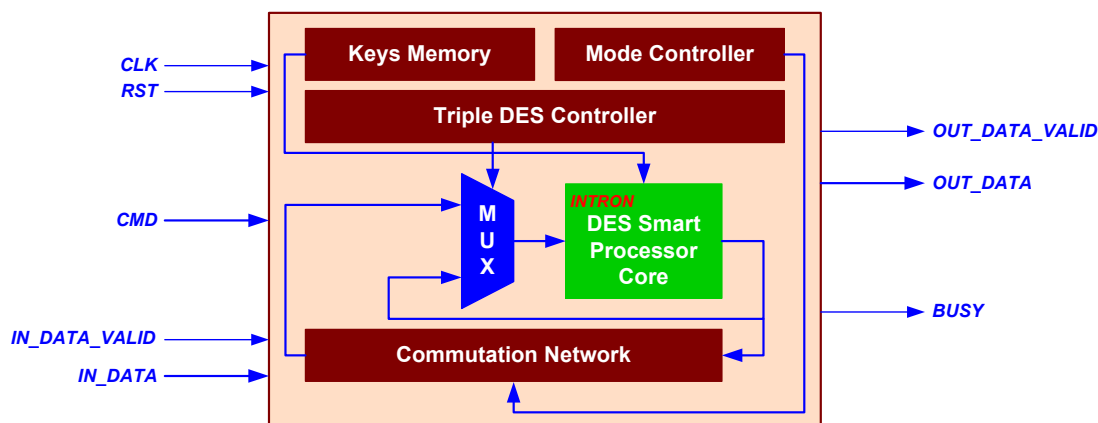 Keys Memory
Mode Controller
CLK
RST
Triple DES Controller
OUT_DATA_VALID
OUT_DATA
CMD
M
U
X
INTRON
DES Smart
Processor
Core
BUSY
IN_DATA_VALID
IN_DATA
Commutation Network